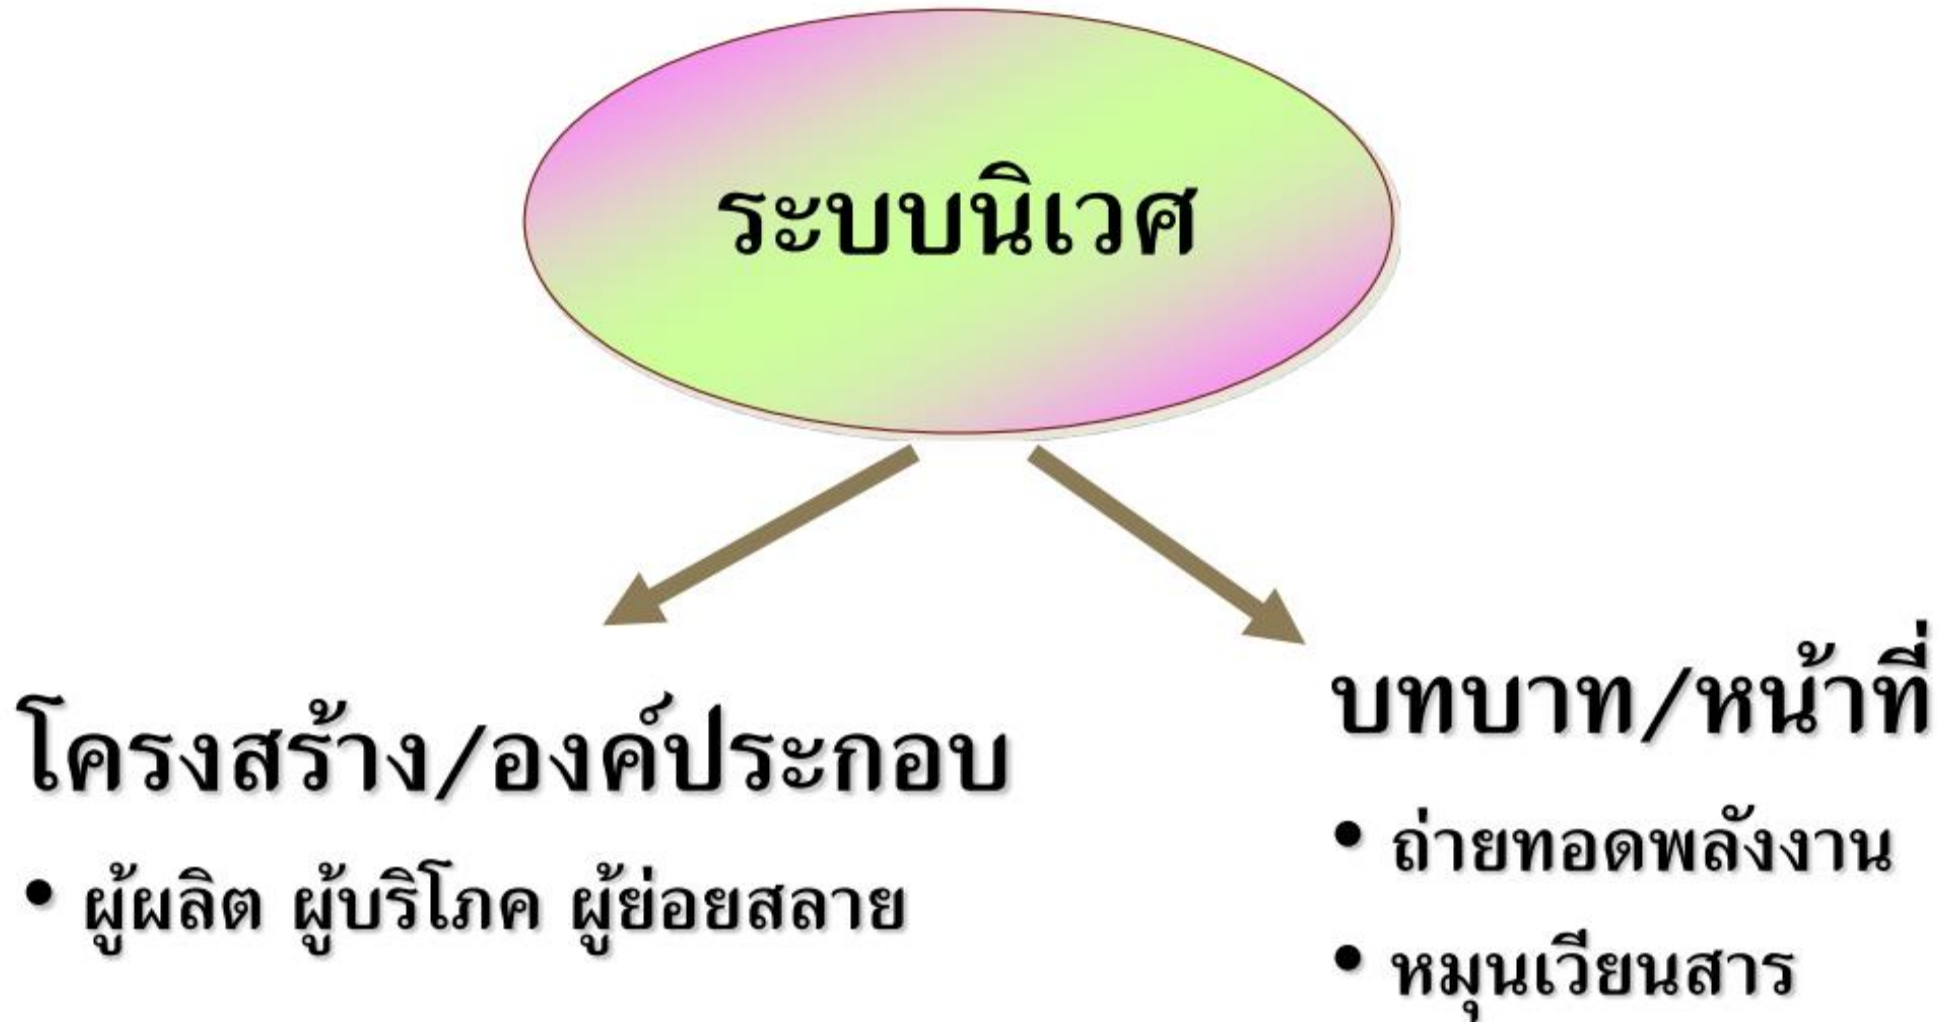 ระบบนิเวศ
โครงสร้าง/องค์ประกอบ
• ผู้ผลิต ผู้บริโภค ผู้ย่อยสลาย
บทบาท/หน้าที่
• ถ่ายทอดพลังงาน
• หมุนเวียนสาร